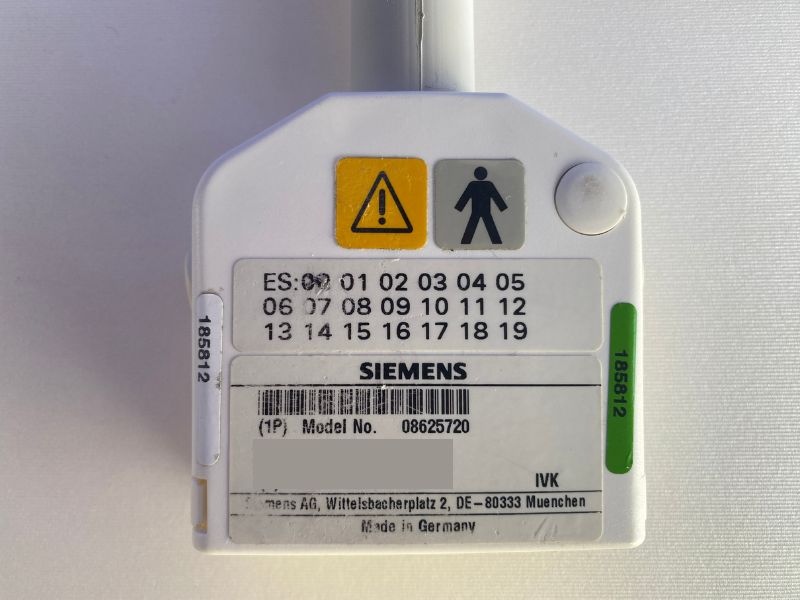 ES:00 01 02 03 04 05
06 07 08 09 10 11 12
13 14 15 16 17 18 19
185812
185812
SIEMENS
(1P) Model No. 08625720
IVK
Siemens AG, Wittelsbacherplatz 2, DE-80333 Muenchen
Made in Germany